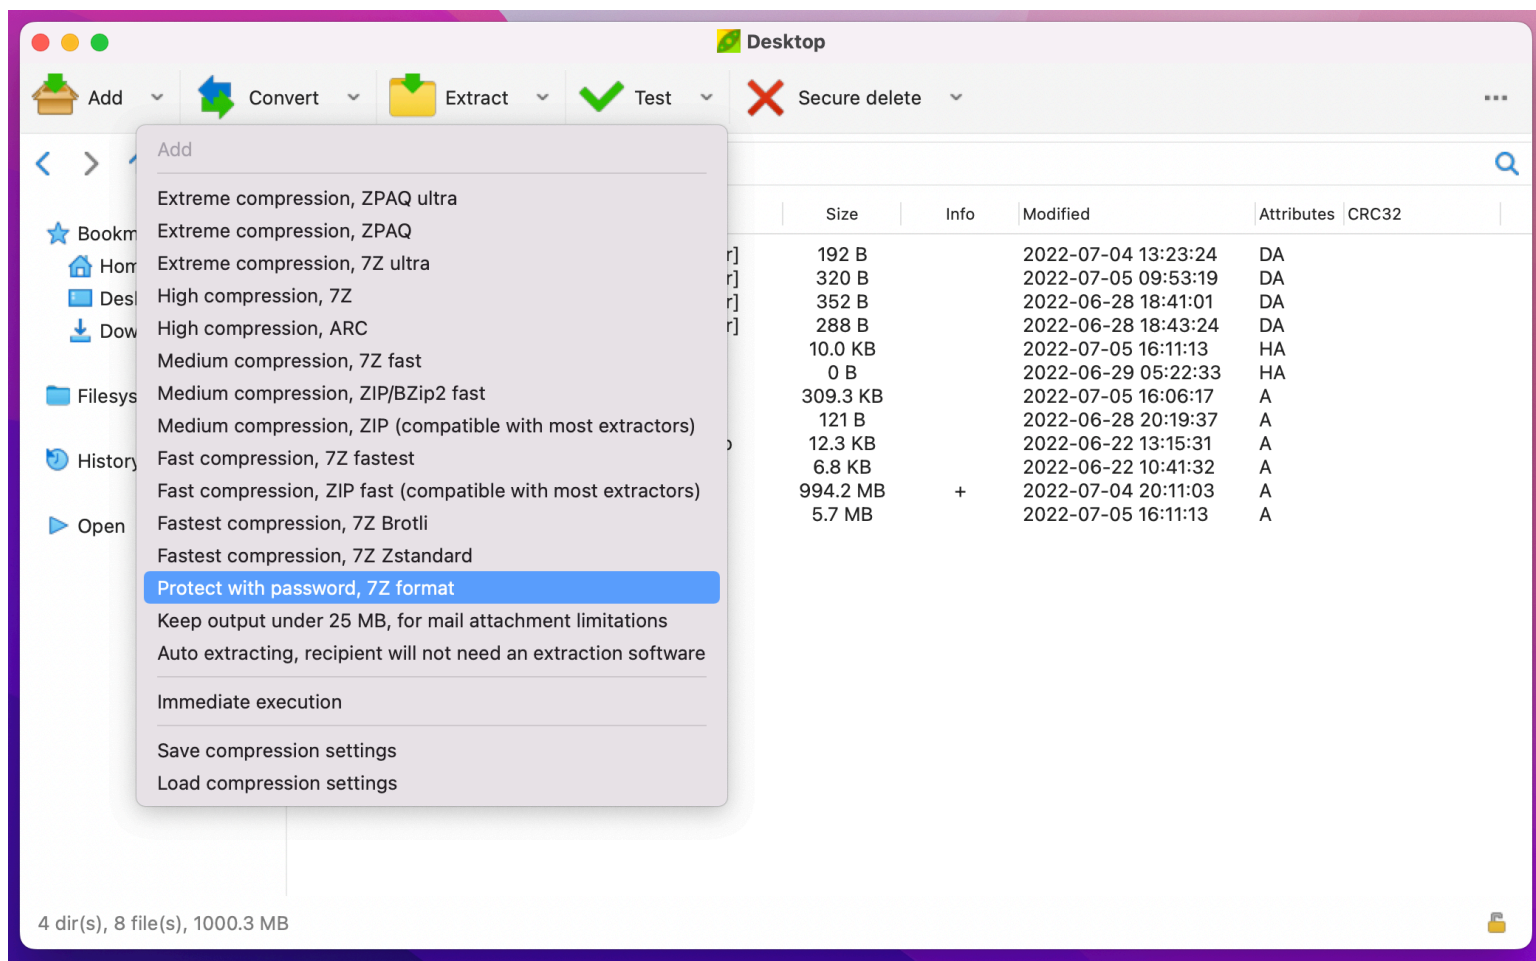 Desktop
Add
Convert
Extract
Test
Secure delete
Add
Extreme compression, ZPAQ ultra
Extreme compression, ZPAQ
Extreme compression, 7Z ultra
High compression, 7Z
High compression, ARC
Medium compression, 7Z fast
Medium compression, ZIP/BZip2 fast
Medium compression, ZIP (compatible with most extractors)
Fast compression, 7Z fastest
Fast compression, ZIP fast (compatible with most extractors)
Fastest compression, 7Z Brotli
Fastest compression, 7Z Zstandard
Protect with password, 7Z format
Keep output under 25 MB, for mail attachment limitations
Auto extracting, recipient will not need an extraction software
Immediate execution
Save compression settings
Load compression settings
Bookm
Hom
Desl
Dow
Filesys
History
Open
Size Info Modified Attributes CRC32
r] 192 B 2022-07-04 13:23:24 DA
r] 320 B 2022-07-05 09:53:19 DA
r] 352 B 2022-06-28 18:41:01 DA
r] 288 B 2022-06-28 18:43:24 DA
10.0 KB 2022-07-05 16:11:13 HA
0 B 2022-06-29 05:22:33 HA
309.3 KB 2022-07-05 16:06:17 A
121 B 2022-06-28 20:19:37 A
12.3 KB 2022-06-22 13:15:31 A
6.8 KB 2022-06-22 10:41:32 A
994.2 MB + 2022-07-04 20:11:03 A
5.7 MB 2022-07-05 16:11:13 A
4 dir(s), 8 file(s), 1000.3 MB